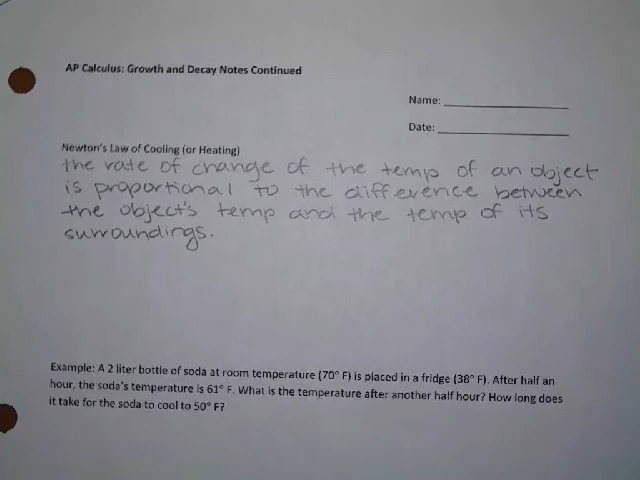 AP Calculus: Growth and Decay Notes Continued
Name:
Date:
Newton's Law of Cooling (or Heating)
the rate of change of the temp of an object
is proportional to the difference between
the object's temp and the temp of its
surroundings.
Example: A 2 liter bottle of soda at room temperature (70° F) is placed in a fridge (38° F). After half an
hour, the soda's temperature is 61° F. What is the temperature after another half hour? How long does
it take for the soda to cool to 50° F?